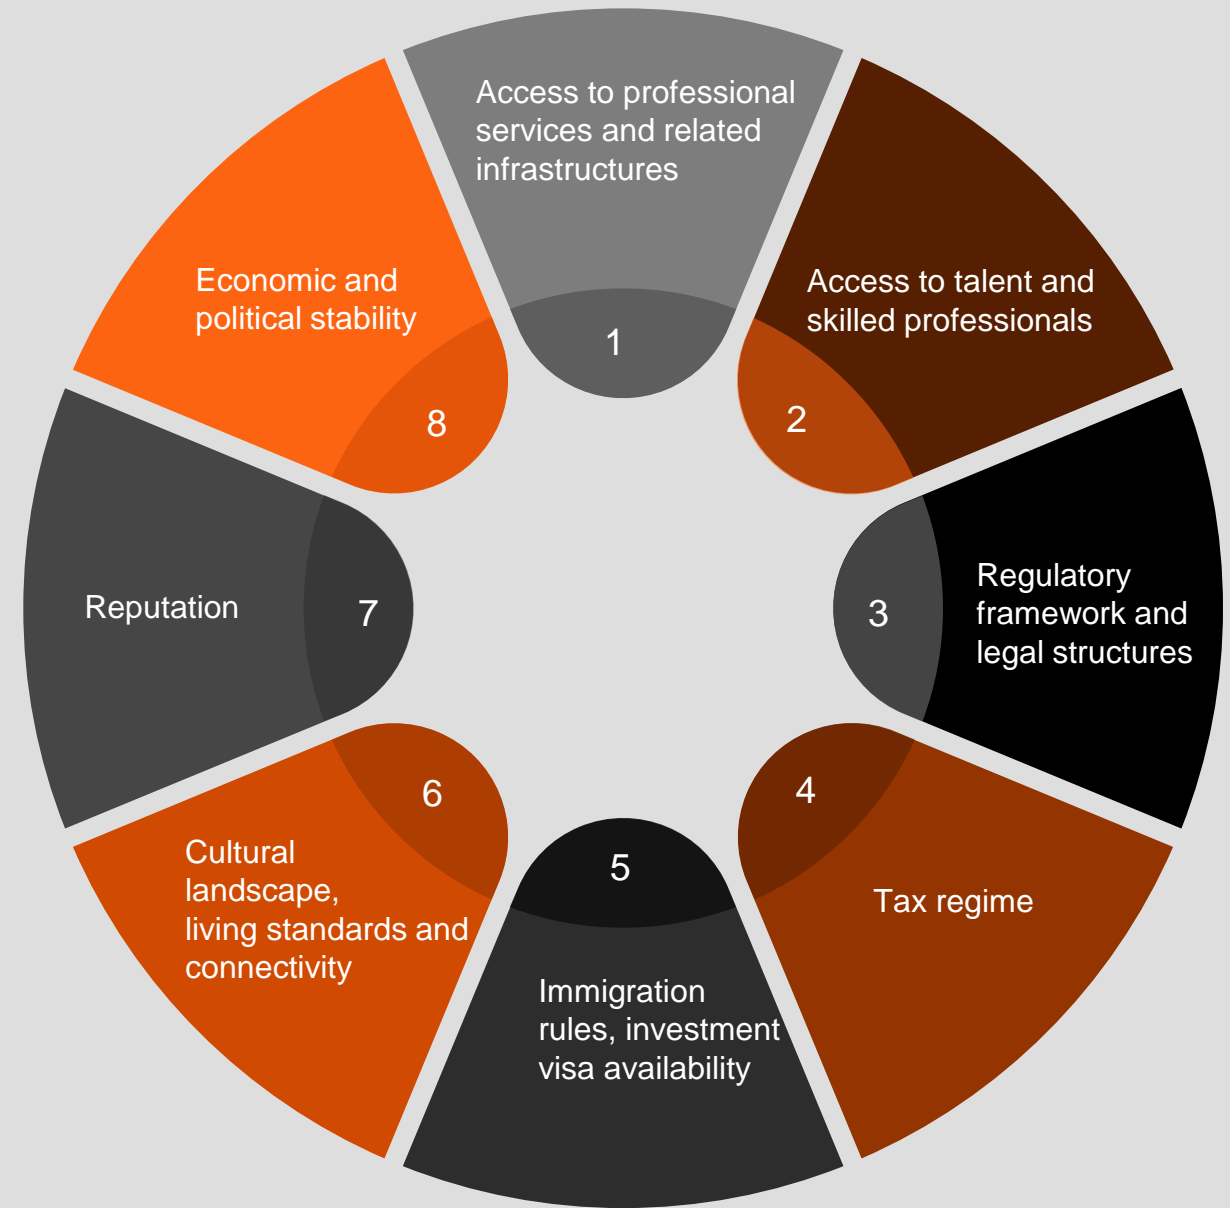 Access to professional
services and related
infrastructures
1
Access to talent and
skilled professionals
2
Regulatory
framework and
legal structures
3
Tax regime
4
Immigration
rules, investment
visa availability
5
Cultural
landscape,
living standards and
connectivity
6
Reputation
7
Economic and
political stability
8